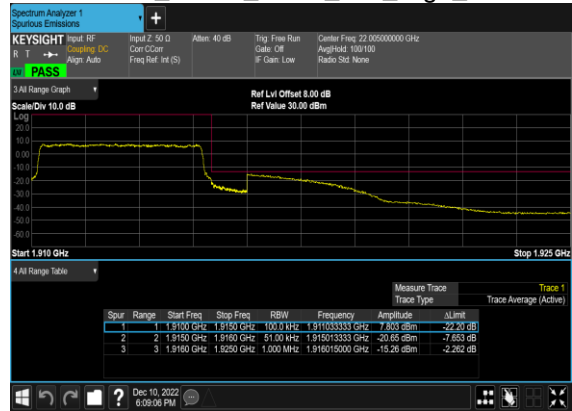 Spectrum Analyzer 1
Spurious Emissions
+
KEYSIGHT Input: RF Input Z: 50 Ω Atten: 40 dB Trig: Free Run Center Freq: 22.005000000 GHz
R T Coupling: DC Corr CCorr Gate: Off Avg|Hold: 100/100
Align: Auto Freq Ref: Int (S) IF Gain: Low Radio Std: None
PASS
3 All Range Graph
Ref Lvl Offset 8.00 dB
Scale/Div 10.0 dB Ref Value 30.00 dBm
Log
20.0
10.0
0.00
-10.0
-20.0
-30.0
-40.0
-50.0
-60.0
Start 1.910 GHz Stop 1.925 GHz
4 All Range Table
Measure Trace Trace 1
Trace Type Trace Average (Active)
Spur Range Start Freq Stop Freq RBW Frequency Amplitude ΔLimit
1 1 1.9100 GHz 1.9150 GHz 100.0 kHz 1.911033333 GHz 7.803 dBm -22.20 dB
2 2 1.9150 GHz 1.9160 GHz 51.00 kHz 1.915013333 GHz -20.65 dBm -7.653 dB
3 3 1.9160 GHz 1.9250 GHz 1.000 MHz 1.916015000 GHz -15.26 dBm -2.262 dB
? Dec 10, 2022
6:09:06 PM